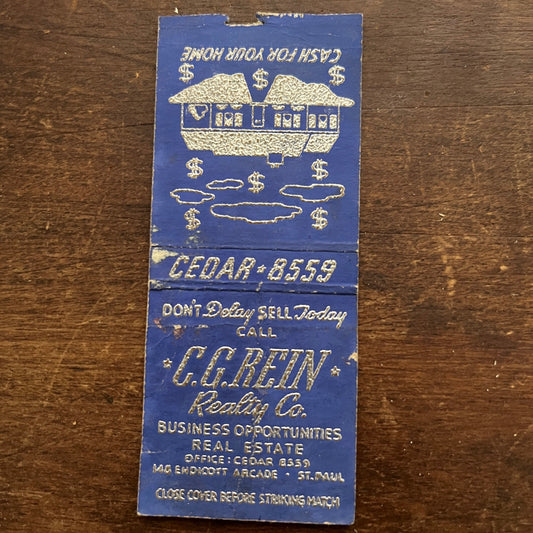 CASH FOR YOUR HOME
$ $ $
$ $ $
$ $
CEDAR★8559
DON'T Delay SELL Today
CALL
★ C.G. REIN ★
Realty Co.
BUSINESS OPPORTUNITIES
REAL ESTATE
OFFICE: CEDAR 8559
146 ENDICOTT ARCADE - ST. PAUL
CLOSE COVER BEFORE STRIKING MATCH